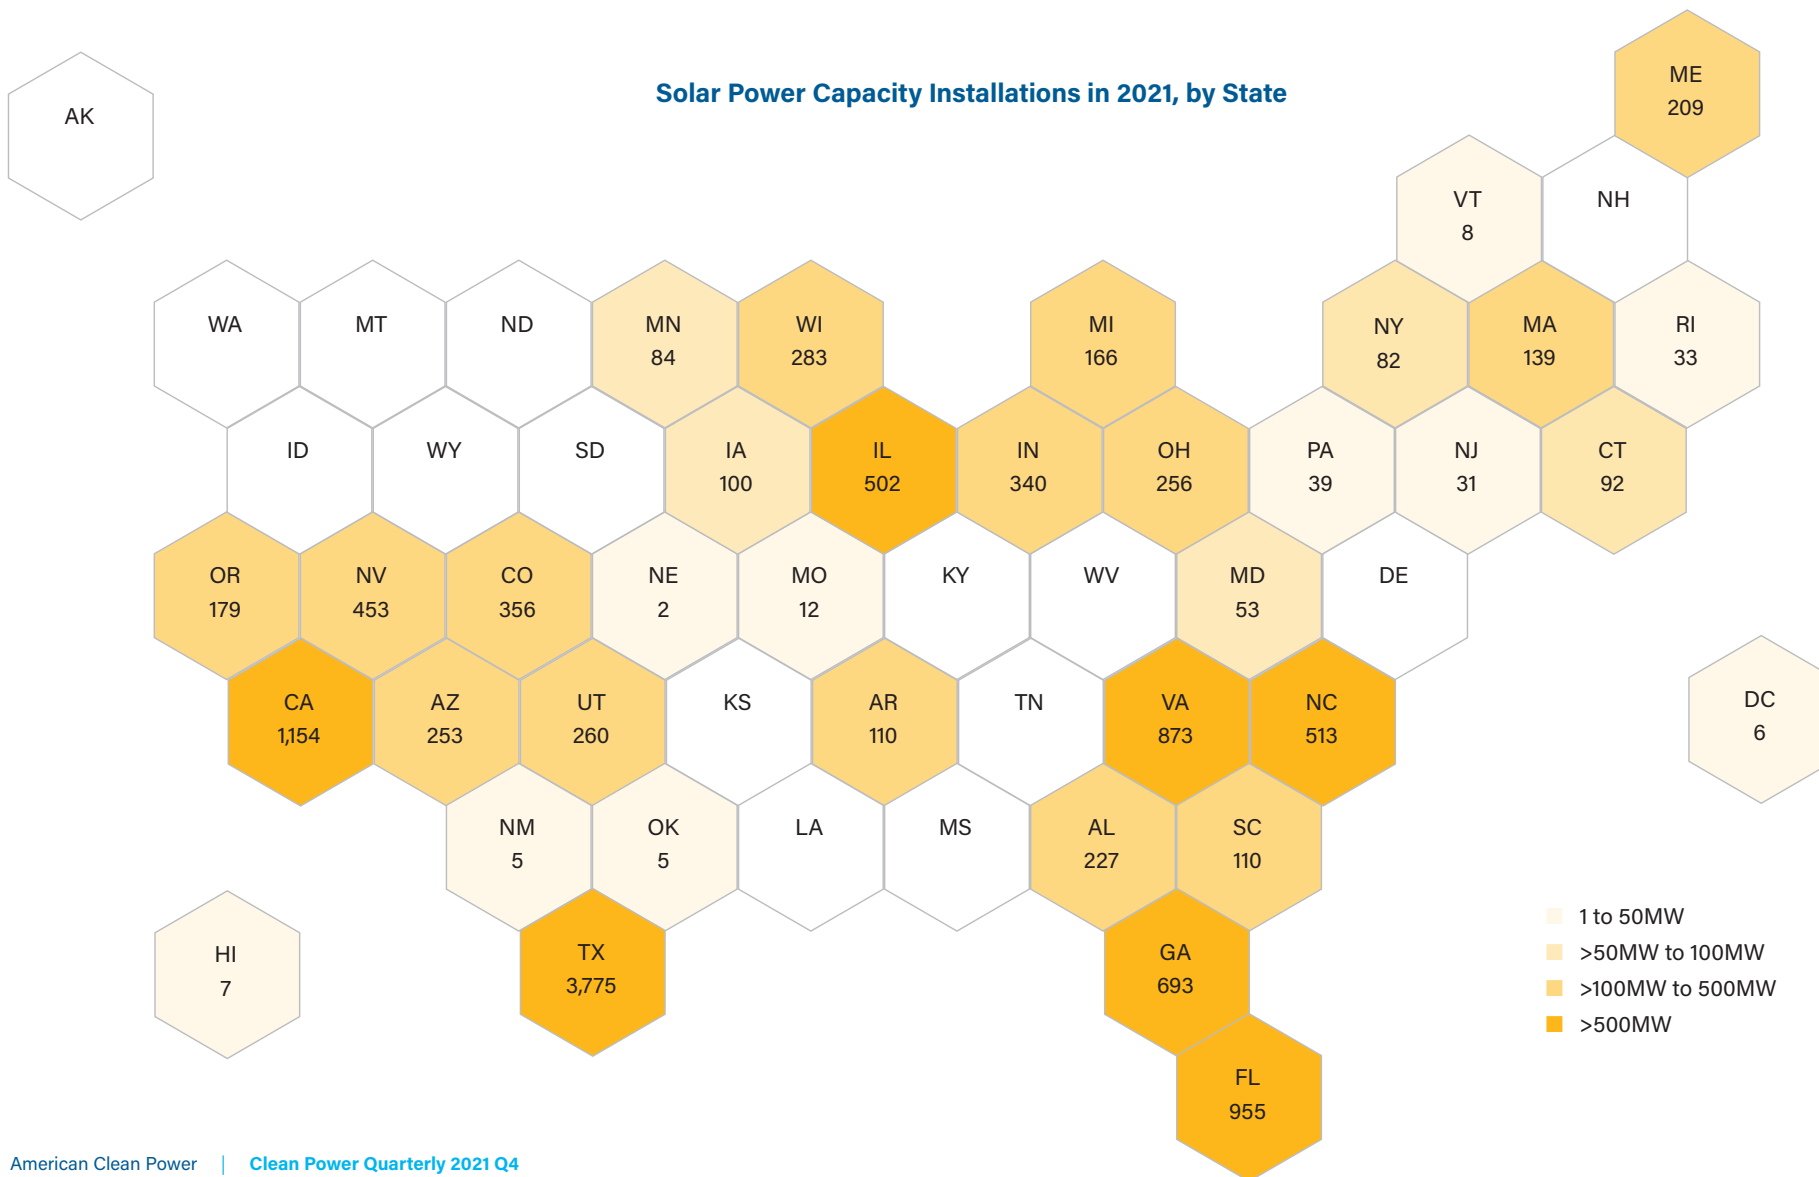 Solar Power Capacity Installations in 2021, by State
ME
209
AK
VT
8
NH
WA
MT
ND
MN
84
WI
283
MI
166
NY
82
MA
139
RI
33
ID
WY
SD
IA
100
IL
502
IN
340
OH
256
PA
39
NJ
31
CT
92
OR
179
NV
453
CO
356
NE
2
MO
12
KY
WV
MD
53
DE
CA
1,154
AZ
253
UT
260
KS
AR
110
TN
VA
873
NC
513
DC
6
NM
5
OK
5
LA
MS
AL
227
SC
110
HI
7
TX
3,775
GA
693
FL
955
1 to 50MW
>50MW to 100MW
>100MW to 500MW
>500MW
American Clean Power | Clean Power Quarterly 2021 Q4